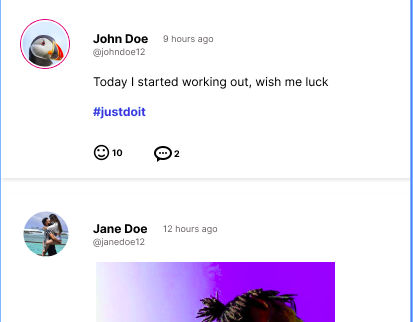 John Doe 9 hours ago
@johndoe12
Today I started working out, wish me luck
#justdoit
10 2
Jane Doe 12 hours ago
@janedoe12